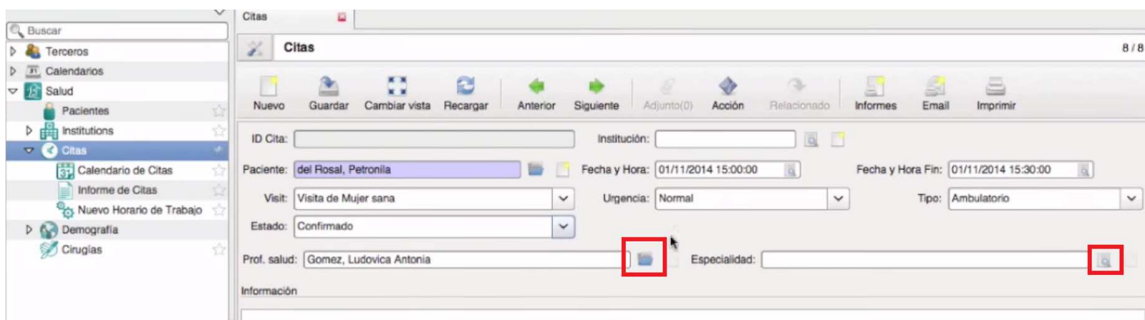 Citas
Buscar
Terceros
Calendarios
Salud
Pacientes
Institutions
Citas
Calendario de Citas
Informe de Citas
Nuevo Horario de Trabajo
Demografía
Cirugías
Citas
8 / 8
Nuevo Guardar Cambiar vista Recargar Anterior Siguiente Adjunto(0) Acción Relacionado Informes Email Imprimir
ID Cita: Institución:
Paciente: del Rosal, Petronila Fecha y Hora: 01/11/2014 15:00:00 Fecha y Hora Fin: 01/11/2014 15:30:00
Visit: Visita de Mujer sana Urgencia: Normal Tipo: Ambulatorio
Estado: Confirmado
Prof. salud: Gomez, Ludovica Antonia Especialidad:
Información